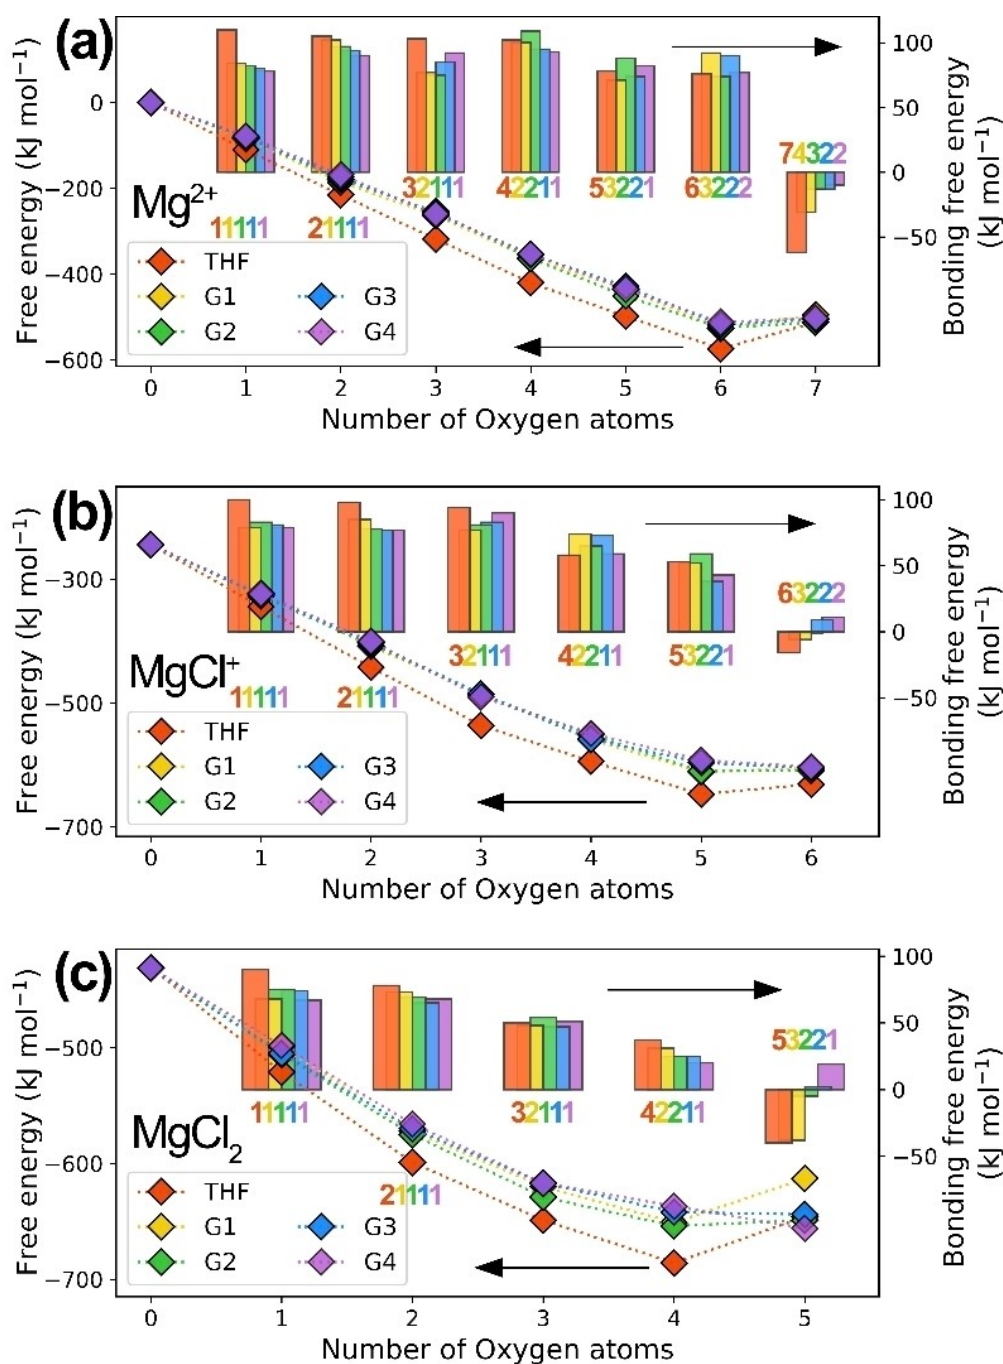 (a)
Free energy (kJ mol⁻¹)
0
−200
−400
−600
Mg²⁺
11111
21111
32111
42211
53221
63222
74322
THF
G1
G2
G3
G4
100
50
0
−50
Bonding free energy
(kJ mol⁻¹)
0 1 2 3 4 5 6 7
Number of Oxygen atoms
(b)
Free energy (kJ mol⁻¹)
−300
−500
−700
MgCl⁺
11111
21111
32111
42211
53221
63222
THF
G1
G2
G3
G4
100
50
0
−50
Bonding free energy
(kJ mol⁻¹)
0 1 2 3 4 5 6
Number of Oxygen atoms
(c)
Free energy (kJ mol⁻¹)
−500
−600
−700
MgCl₂
11111
21111
32111
42211
53221
THF
G1
G2
G3
G4
100
50
0
−50
Bonding free energy
(kJ mol⁻¹)
0 1 2 3 4 5
Number of Oxygen atoms